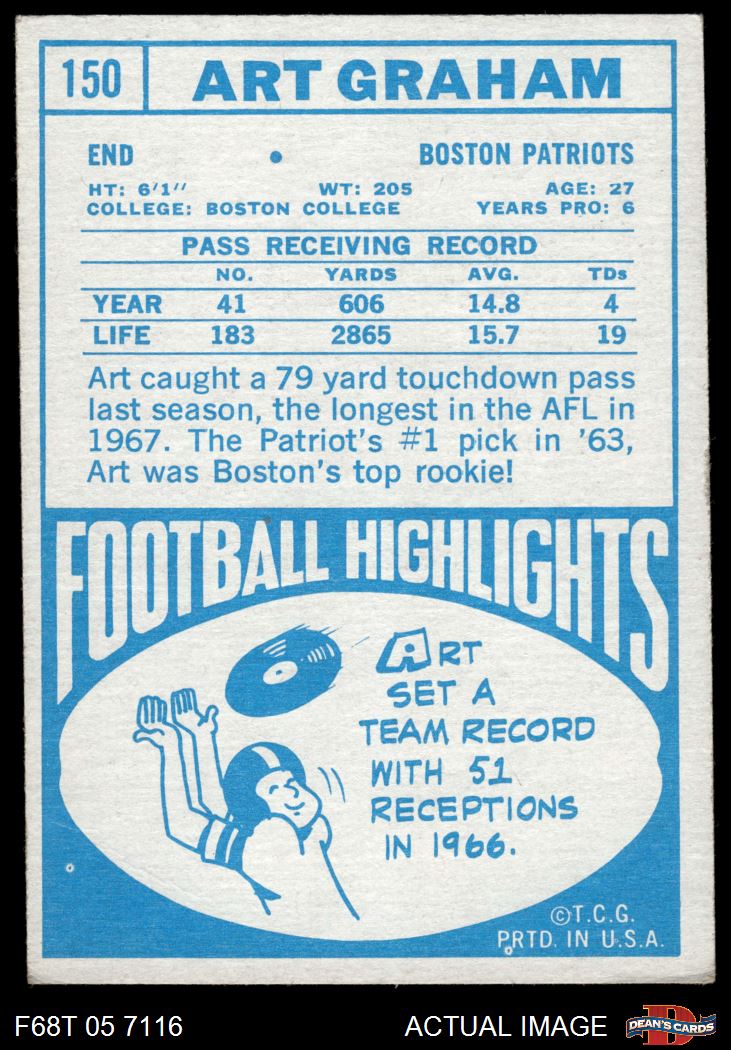 150 ART GRAHAM
END • BOSTON PATRIOTS
HT: 6'1" WT: 205 AGE: 27
COLLEGE: BOSTON COLLEGE YEARS PRO: 6
PASS RECEIVING RECORD
NO. YARDS AVG. TDs
YEAR 41 606 14.8 4
LIFE 183 2865 15.7 19
Art caught a 79 yard touchdown pass
last season, the longest in the AFL in
1967. The Patriot's #1 pick in '63,
Art was Boston's top rookie!
FOOTBALL HIGHLIGHTS
ART
SET A
TEAM RECORD
WITH 51
RECEPTIONS
IN 1966.
©T.C.G.
PRTD. IN U.S.A.
F68T 05 7116 ACTUAL IMAGE DEAN'S CARDS